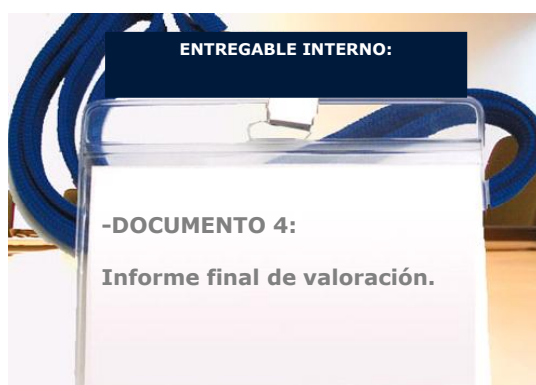 ENTREGABLE INTERNO:
-DOCUMENTO 4:
Informe final de valoración.